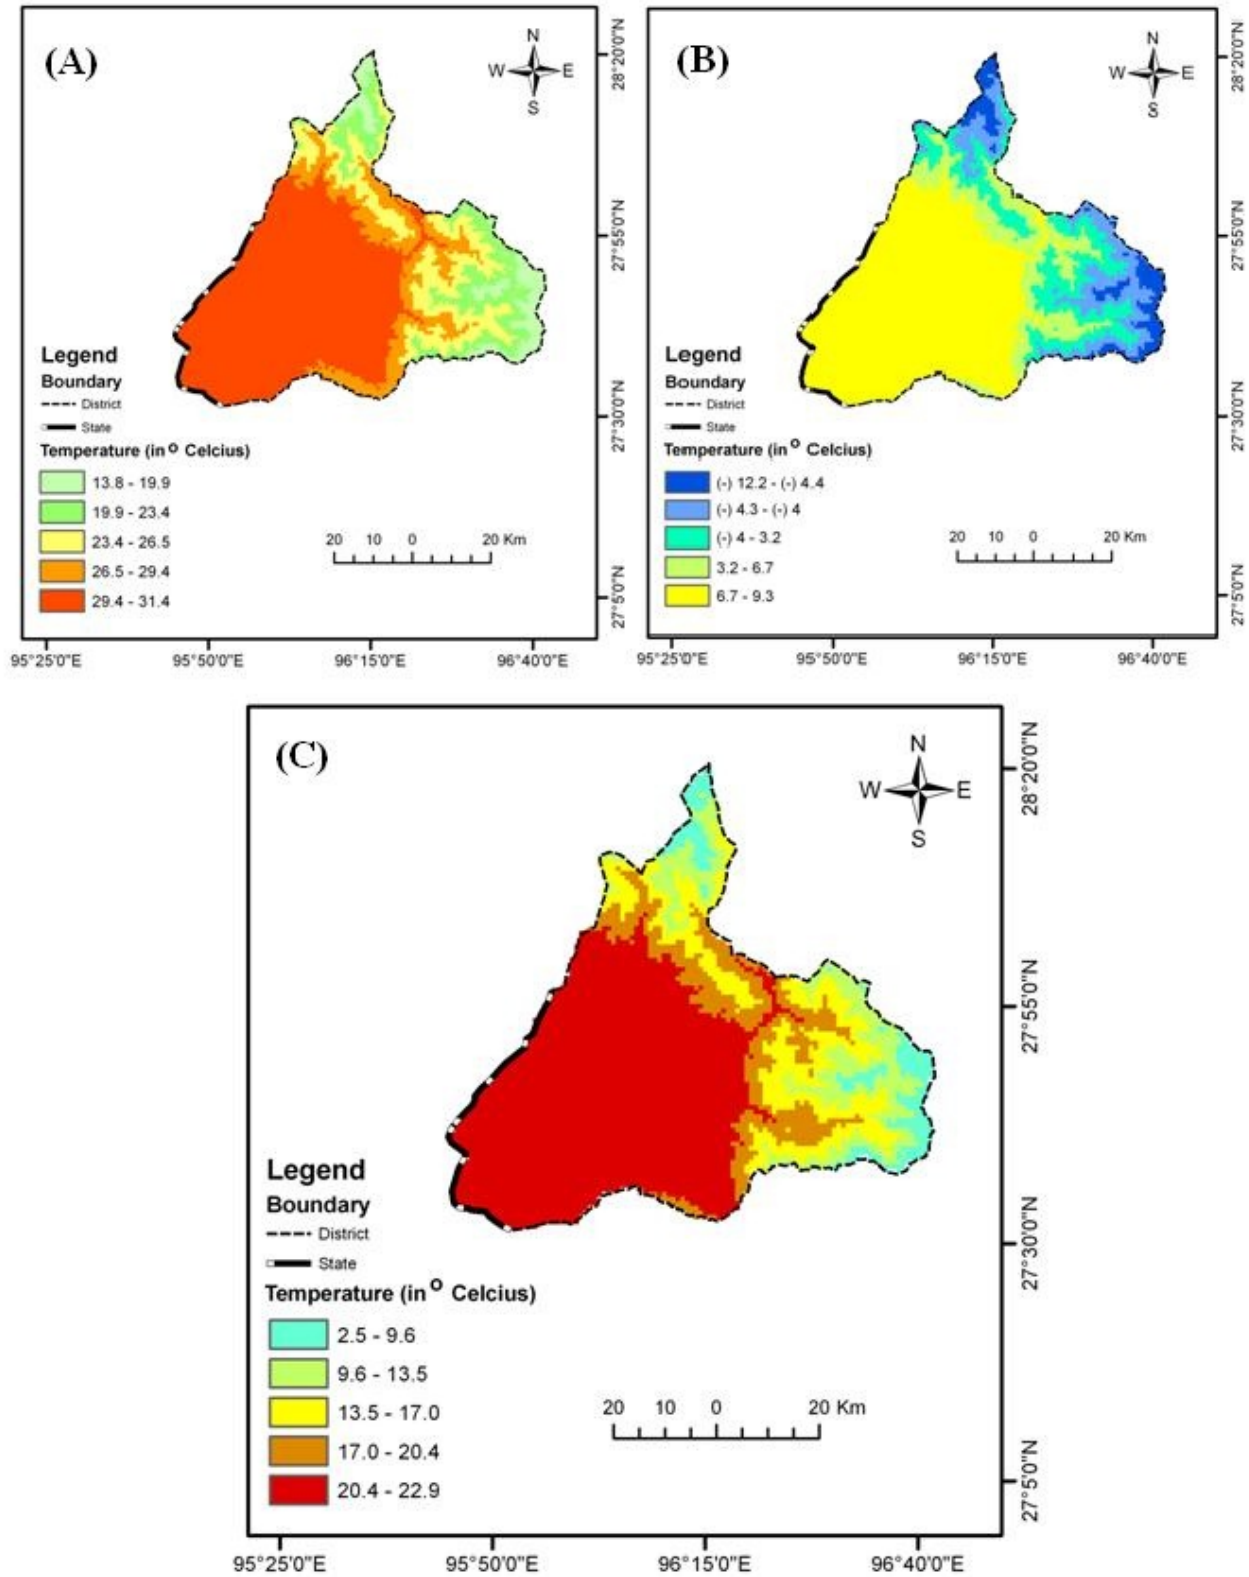 (A)
N
W E
S
28°20'0"N
27°55'0"N
27°30'0"N
27°5'0"N
Legend
Boundary
District
State
Temperature (in o Celcius)
13.8 - 19.9
19.9 - 23.4
23.4 - 26.5
26.5 - 29.4
29.4 - 31.4
20 10 0 20 Km
95°25'0"E 95°50'0"E 96°15'0"E 96°40'0"E
(B)
N
W E
S
28°20'0"N
27°55'0"N
27°30'0"N
27°5'0"N
Legend
Boundary
District
State
Temperature (in o Celcius)
(-) 12.2 - (-) 4.4
(-) 4.3 - (-) 4
(-) 4 - 3.2
3.2 - 6.7
6.7 - 9.3
20 10 0 20 Km
95°25'0"E 95°50'0"E 96°15'0"E 96°40'0"E
(C)
N
W E
S
28°20'0"N
27°55'0"N
27°30'0"N
27°5'0"N
Legend
Boundary
District
State
Temperature (in o Celcius)
2.5 - 9.6
9.6 - 13.5
13.5 - 17.0
17.0 - 20.4
20.4 - 22.9
20 10 0 20 Km
95°25'0"E 95°50'0"E 96°15'0"E 96°40'0"E